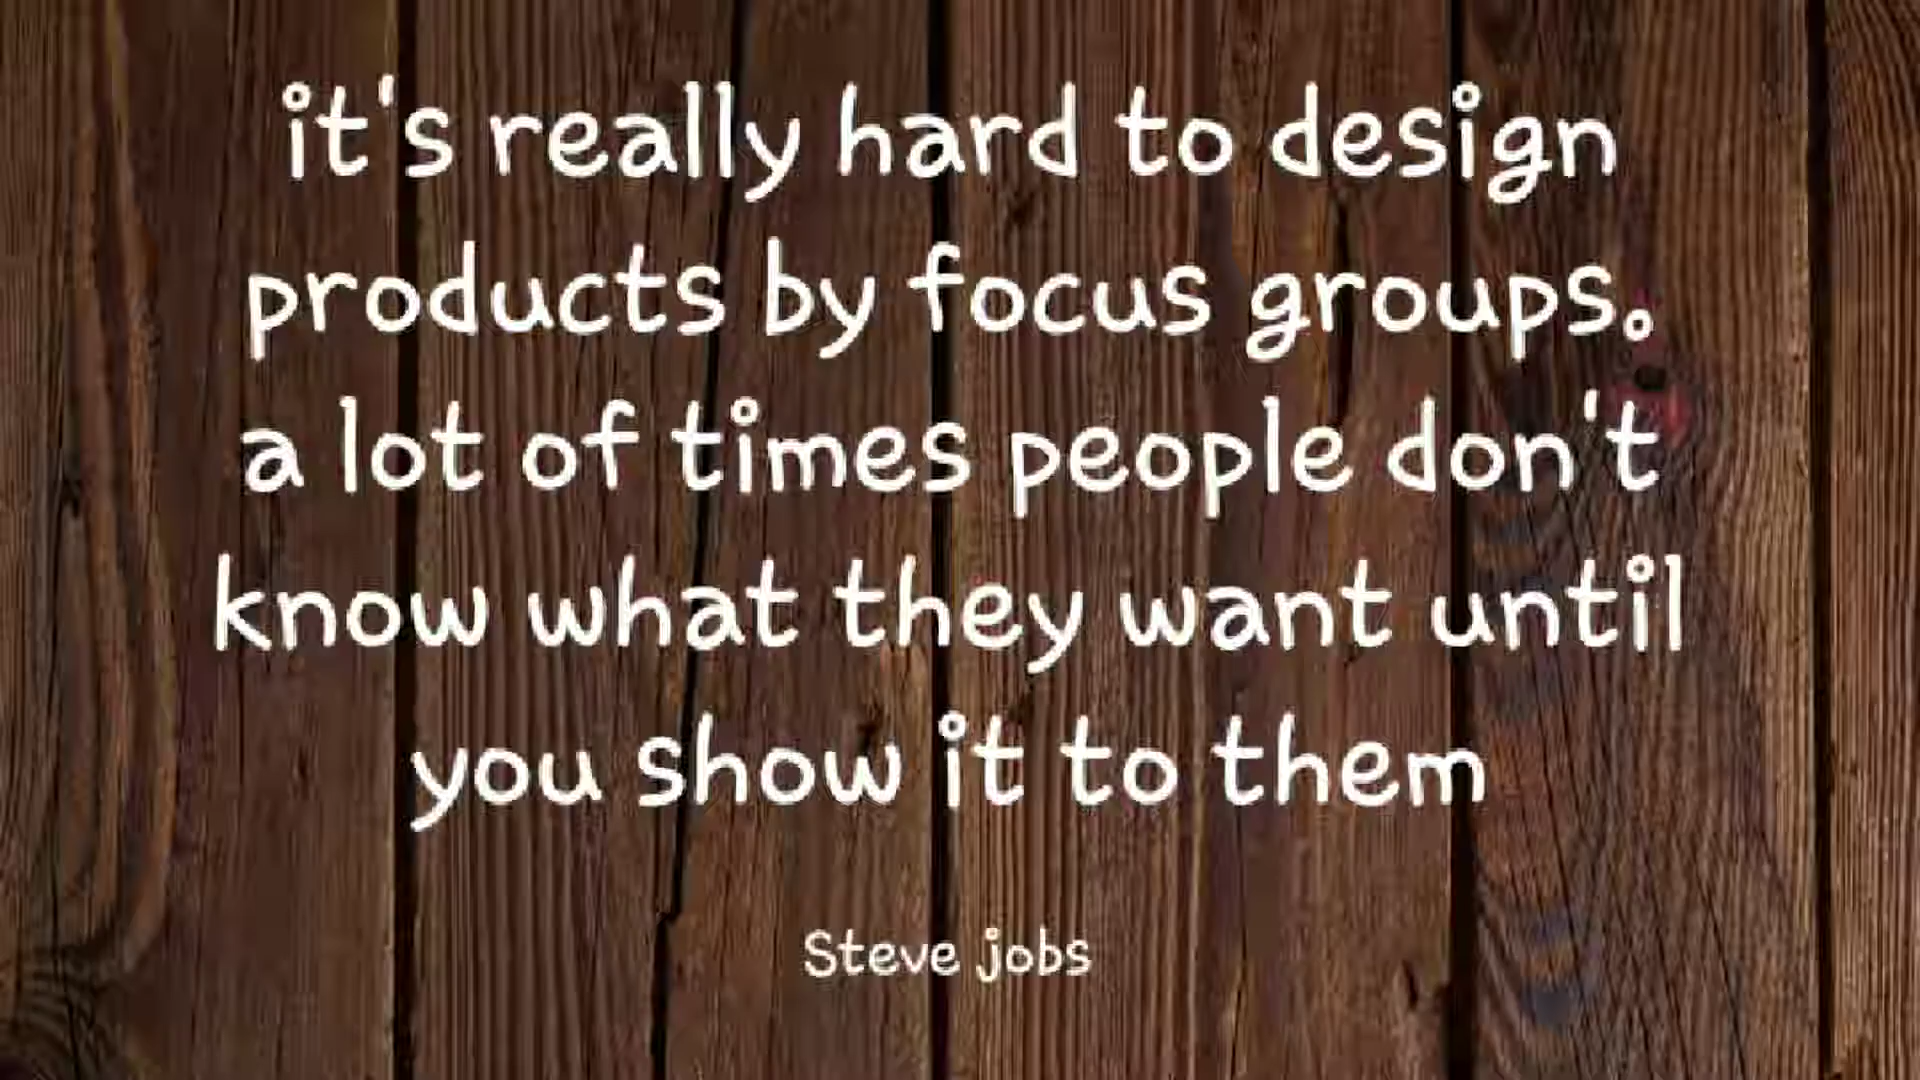 it's really hard to design
products by focus groups.
a lot of times people don't
know what they want until
you show it to them
Steve jobs